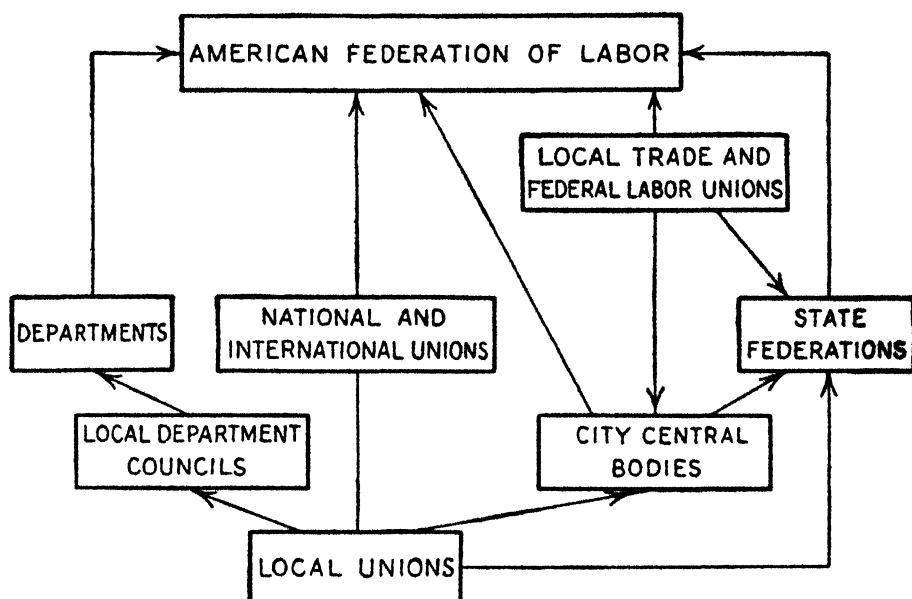 AMERICAN FEDERATION OF LABOR
LOCAL TRADE AND
FEDERAL LABOR UNIONS
DEPARTMENTS
NATIONAL AND
INTERNATIONAL UNIONS
STATE
FEDERATIONS
LOCAL DEPARTMENT
COUNCILS
CITY CENTRAL
BODIES
LOCAL UNIONS